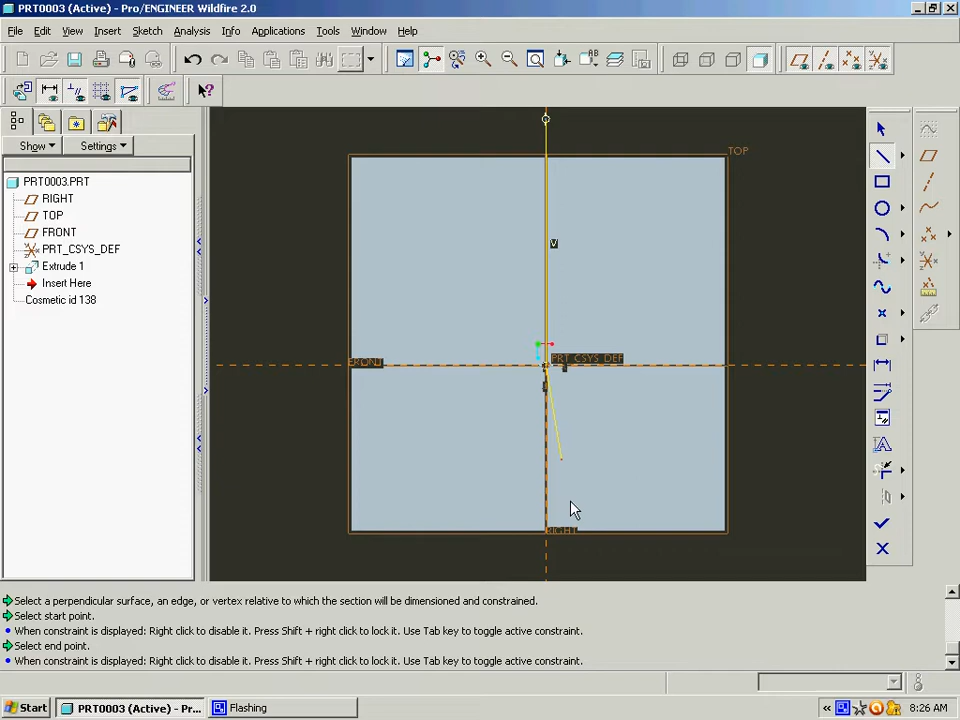 PRT0003 (Active) - Pro/ENGINEER Wildfire 2.0
File Edit View Insert Sketch Analysis Info Applications Tools Window Help
Show Settings
PRT0003.PRT
RIGHT
TOP
FRONT
PRT_CSYS_DEF
Extrude 1
Insert Here
Cosmetic id 138
TOP
V
PRT_CSYS_DEF
FRONT
RIGHT
Select a perpendicular surface, an edge, or vertex relative to which the section will be dimensioned and constrained.
Select start point.
When constraint is displayed: Right click to disable it. Press Shift + right click to lock it. Use Tab key to toggle active constraint.
Select end point.
When constraint is displayed: Right click to disable it. Press Shift + right click to lock it. Use Tab key to toggle active constraint.
Start PRT0003 (Active) - Pr... Flashing 8:26 AM